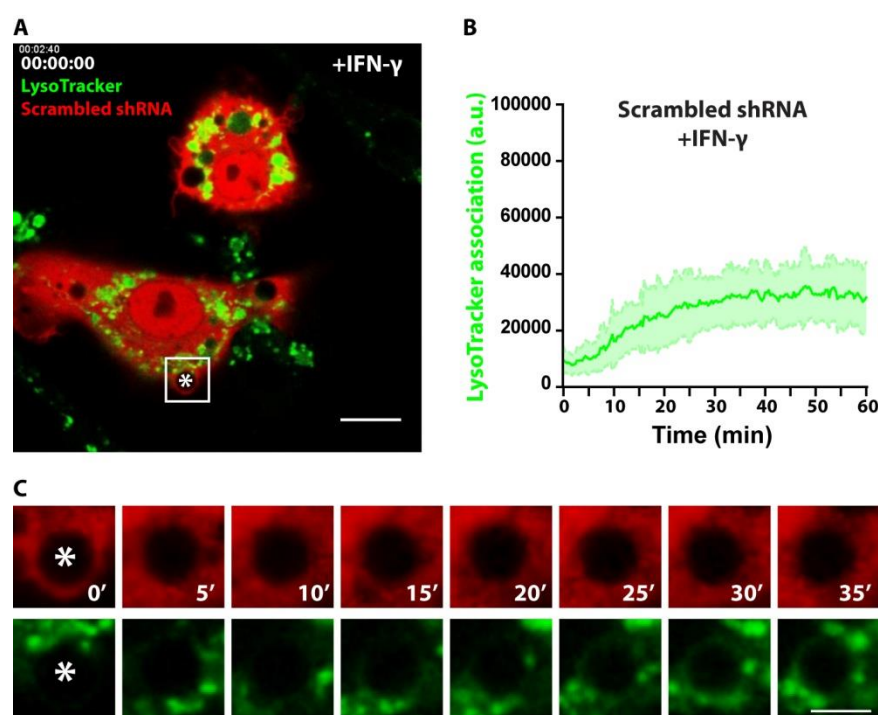 A
00:02:40
00:00:00
+IFN-γ
LysoTracker
Scrambled shRNA
*
B
LysoTracker association (a.u.)
100000
80000
60000
40000
20000
0
Scrambled shRNA
+IFN-γ
0 10 20 30 40 50 60
Time (min)
C
*
0′ 5′ 10′ 15′ 20′ 25′ 30′ 35′
*